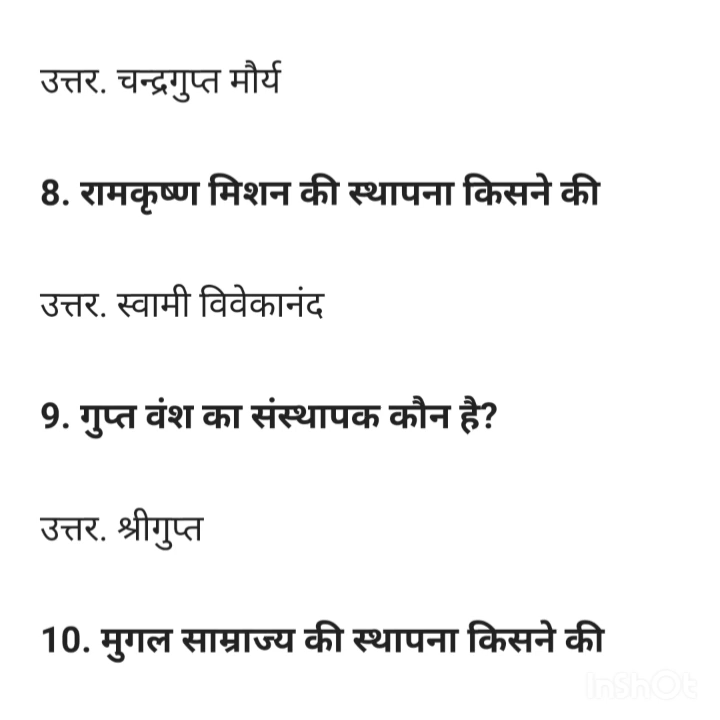 उत्तर. चन्द्रगुप्त मौर्य
8. रामकृष्ण मिशन की स्थापना किसने की
उत्तर. स्वामी विवेकानंद
9. गुप्त वंश का संस्थापक कौन है?
उत्तर. श्रीगुप्त
10. मुगल साम्राज्य की स्थापना किसने की
InShOt